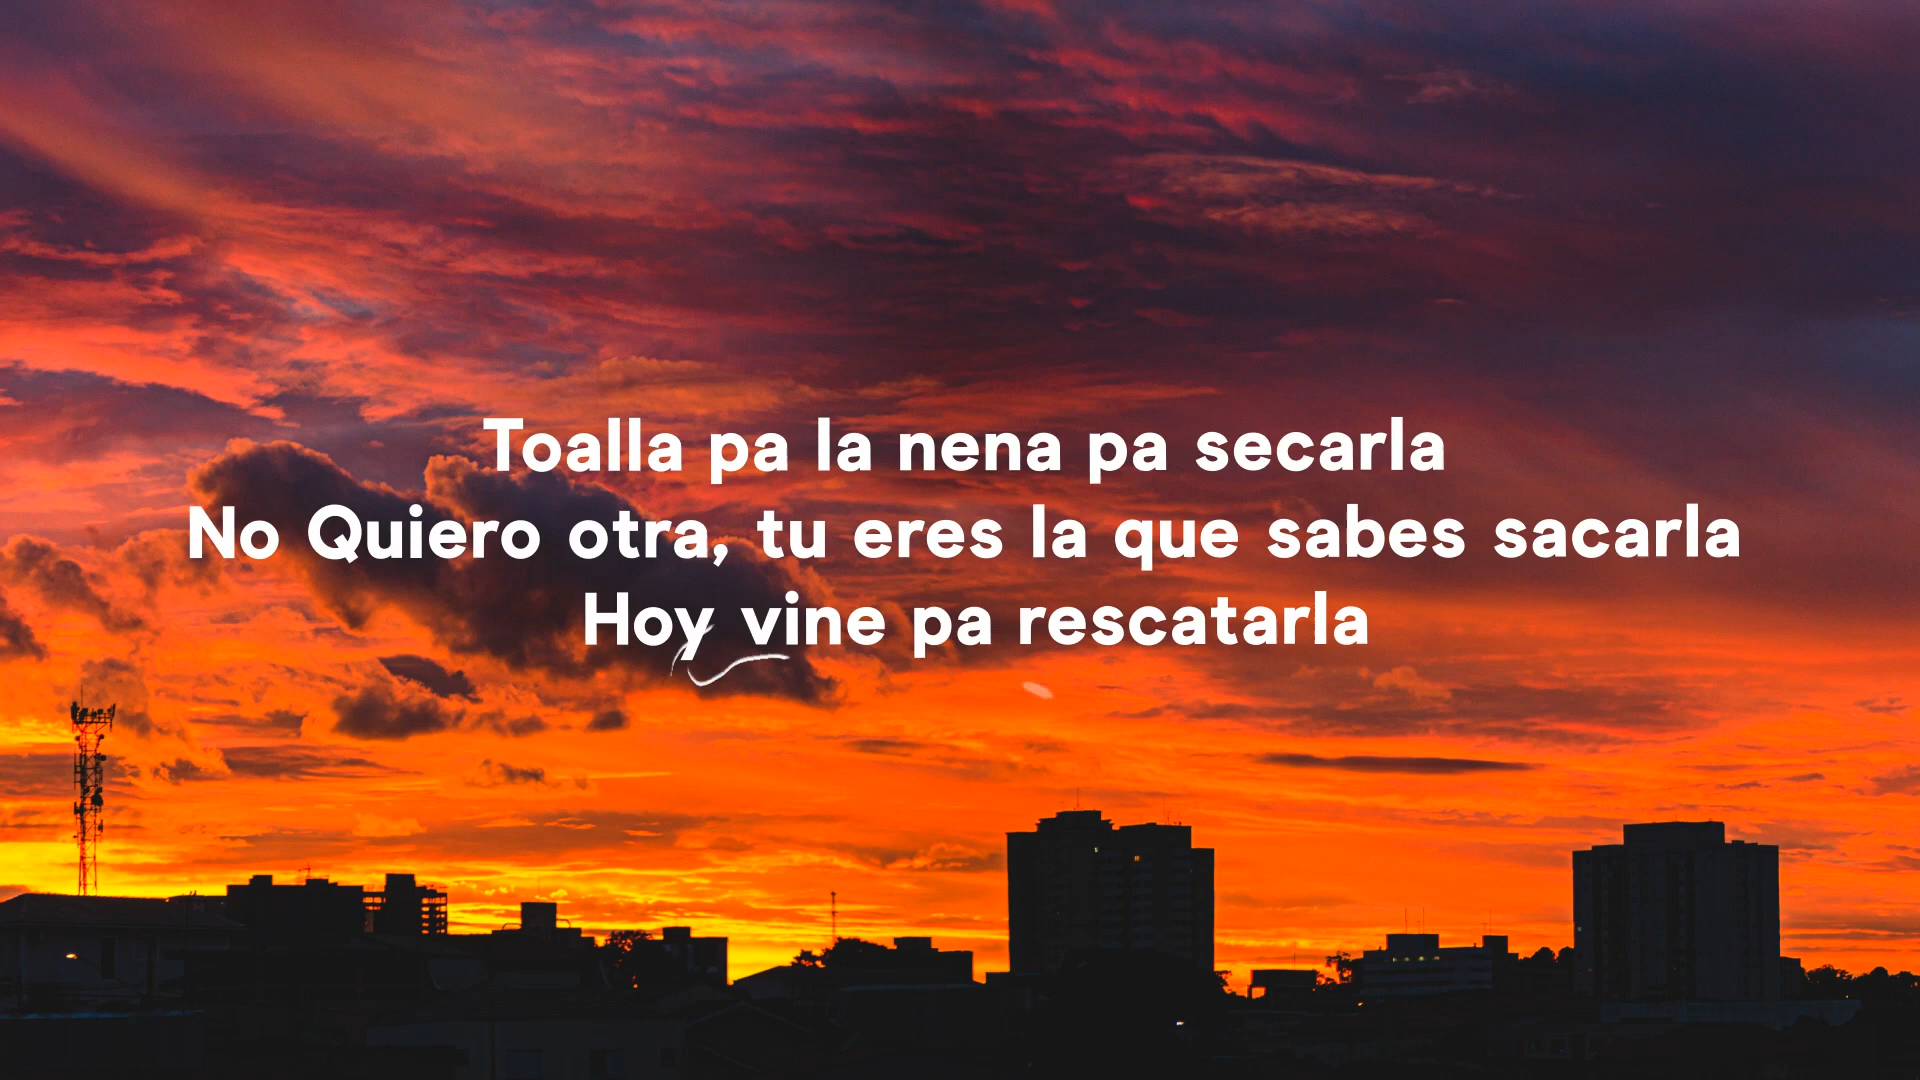 Toalla pa la nena pa secarla
No Quiero otra, tu eres la que sabes sacarla
Hoy vine pa rescatarla